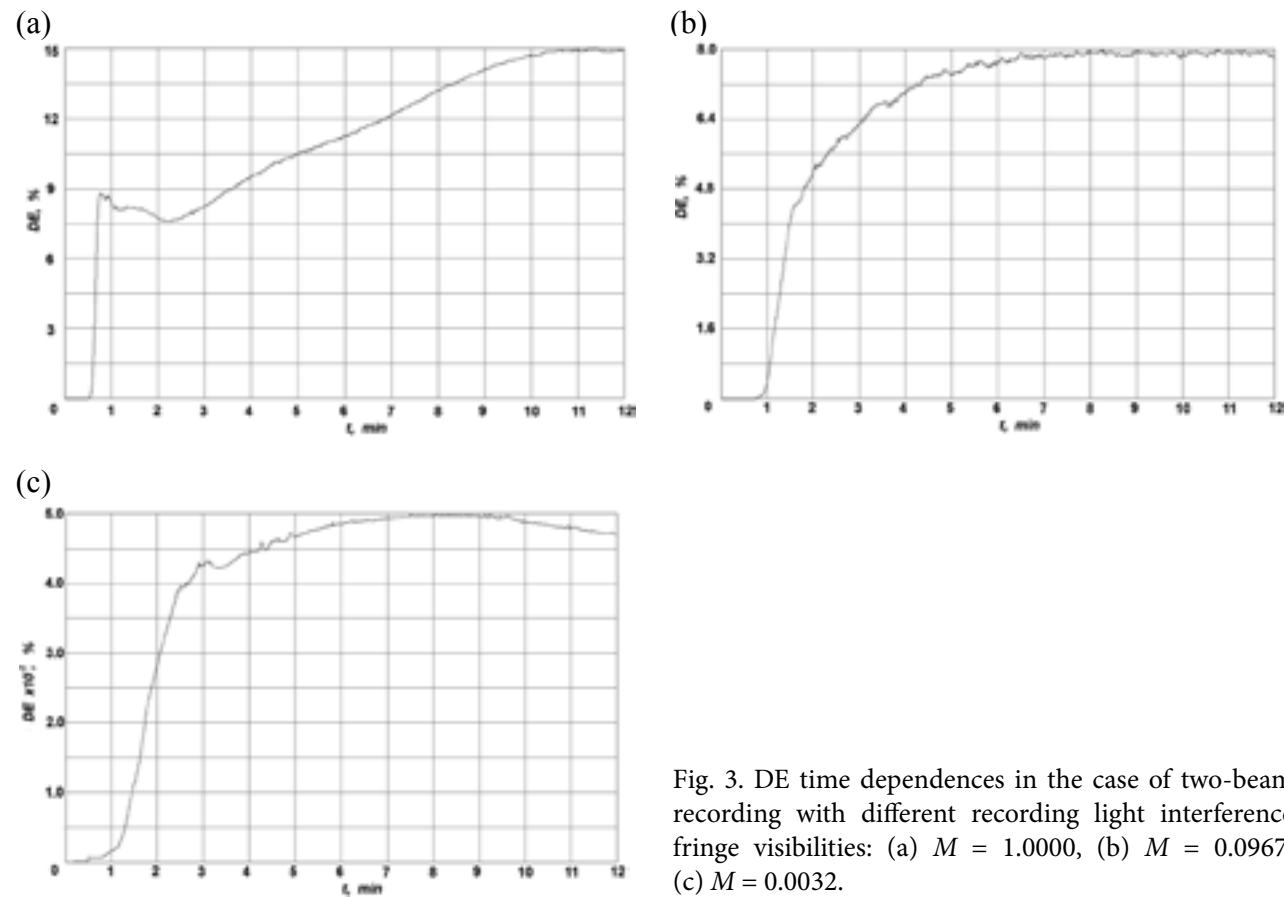 (a)
15
12
9
6
3
0
DE, %
1 2 3 4 5 6 7 8 9 10 11 12
t, min
(b)
8.0
6.4
4.8
3.2
1.6
0
DE, %
1 2 3 4 5 6 7 8 9 10 11 12
t, min
(c)
5.0
4.0
3.0
2.0
1.0
0
DE x10 %
1 2 3 4 5 6 7 8 9 10 11 12
t, min
Fig. 3. DE time dependences in the case of two-beam
recording with different recording light interference
fringe visibilities: (a) M = 1.0000, (b) M = 0.0967,
(c) M = 0.0032.